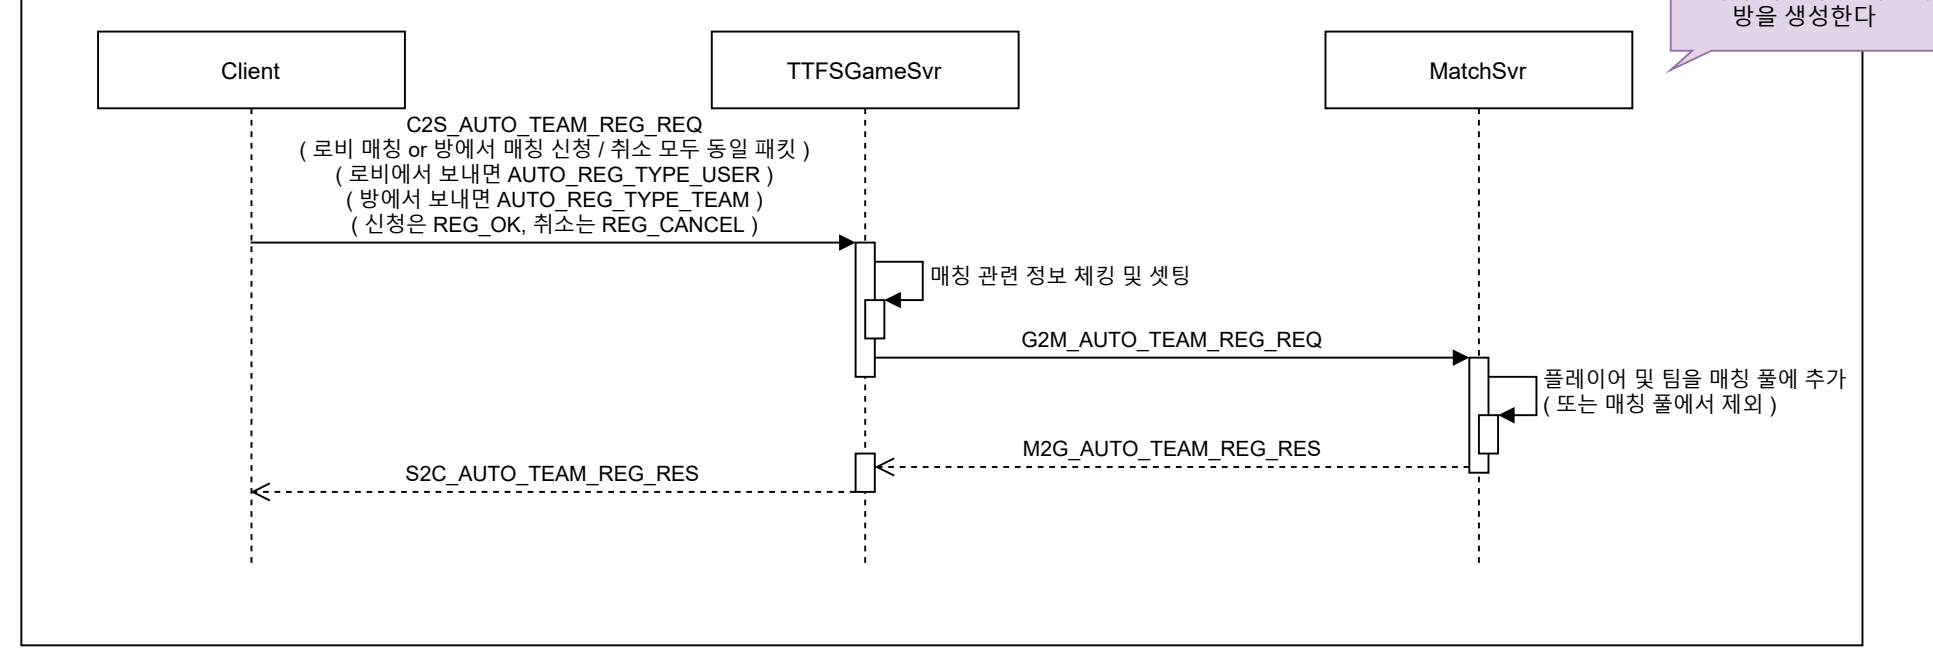 방을 생성한다
Client
TTFSGameSvr
MatchSvr
C2S_AUTO_TEAM_REG_REQ
( 로비 매칭 or 방에서 매칭 신청 / 취소 모두 동일 패킷 )
( 로비에서 보내면 AUTO_REG_TYPE_USER )
( 방에서 보내면 AUTO_REG_TYPE_TEAM )
( 신청은 REG_OK, 취소는 REG_CANCEL )
매칭 관련 정보 체킹 및 셋팅
G2M_AUTO_TEAM_REG_REQ
플레이어 및 팀을 매칭 풀에 추가
( 또는 매칭 풀에서 제외 )
M2G_AUTO_TEAM_REG_RES
S2C_AUTO_TEAM_REG_RES